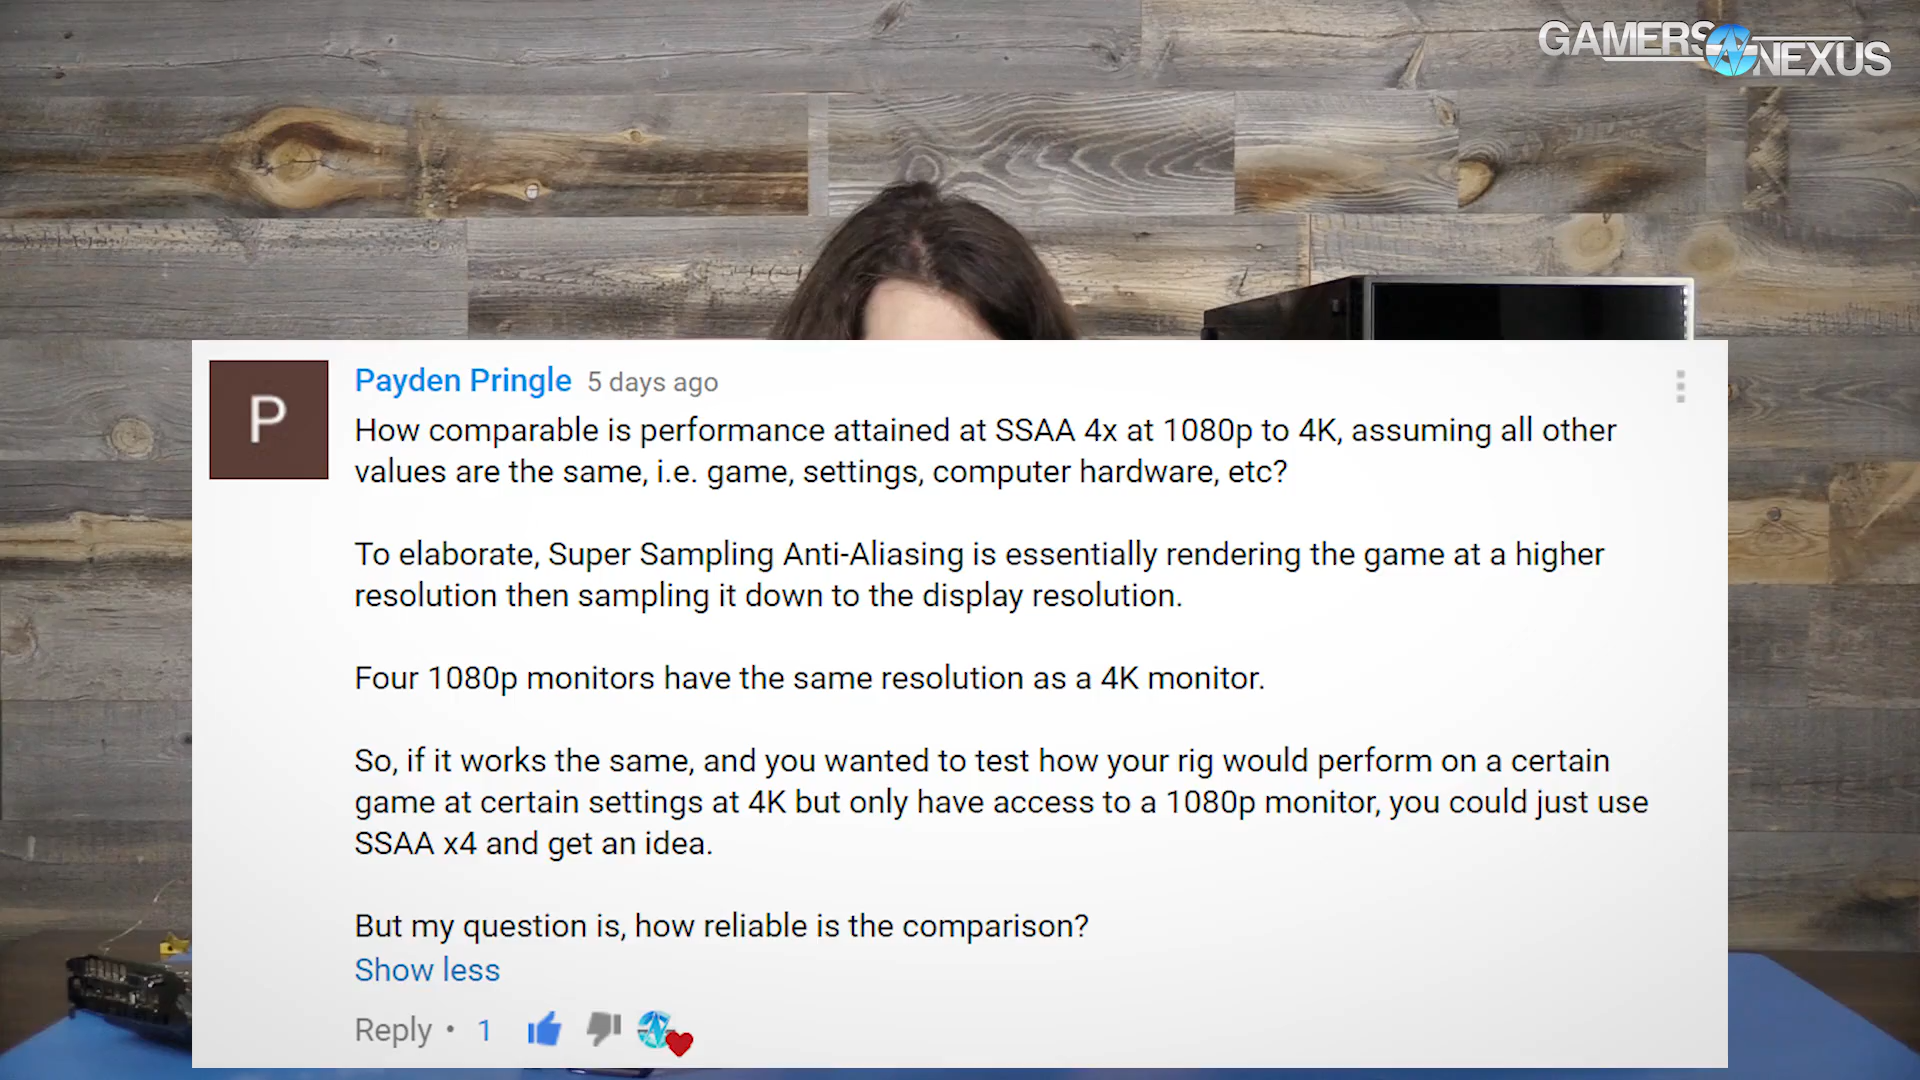 GAMERS NEXUS
P
Payden Pringle 5 days ago
How comparable is performance attained at SSAA 4x at 1080p to 4K, assuming all other
values are the same, i.e. game, settings, computer hardware, etc?
To elaborate, Super Sampling Anti-Aliasing is essentially rendering the game at a higher
resolution then sampling it down to the display resolution.
Four 1080p monitors have the same resolution as a 4K monitor.
So, if it works the same, and you wanted to test how your rig would perform on a certain
game at certain settings at 4K but only have access to a 1080p monitor, you could just use
SSAA x4 and get an idea.
But my question is, how reliable is the comparison?
Show less
Reply • 1